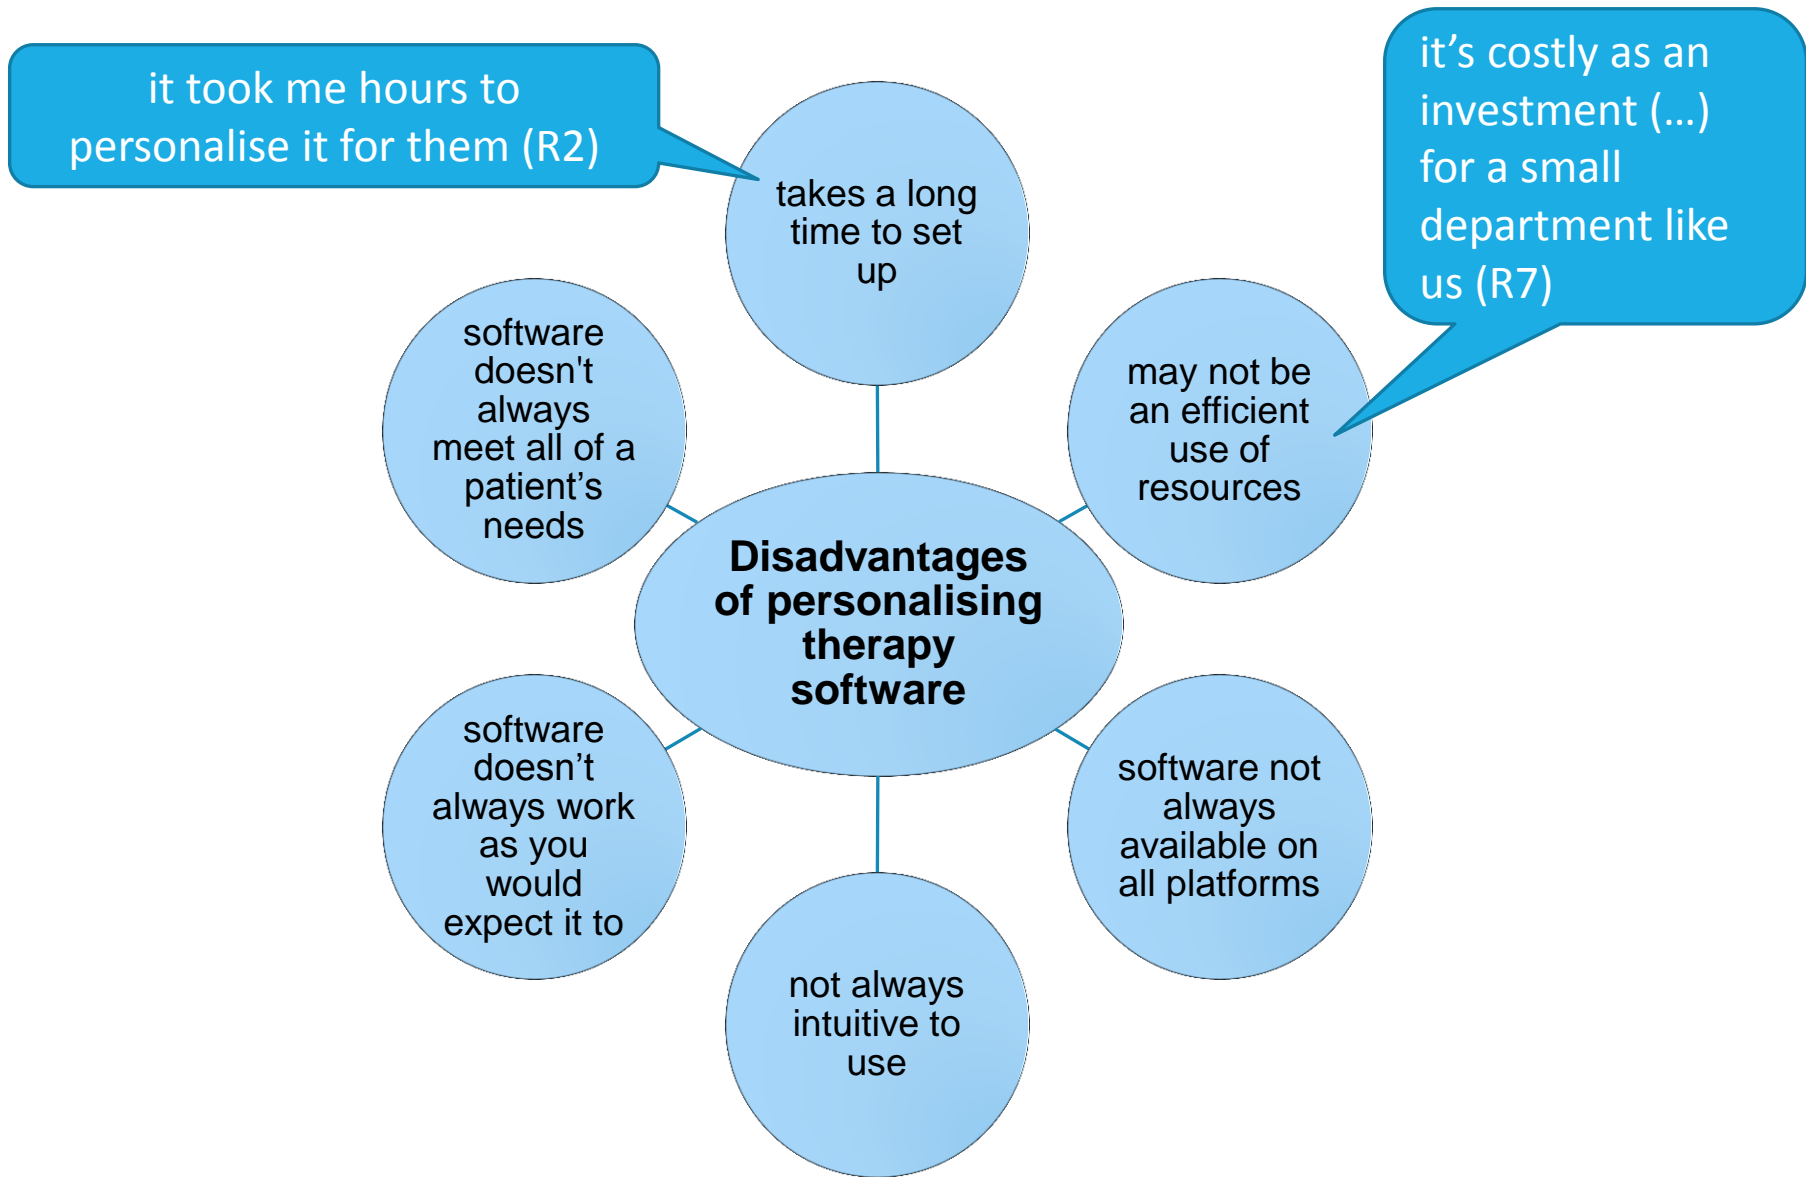 it took me hours to
personalise it for them (R2)
it's costly as an
investment (…)
for a small
department like
us (R7)
takes a long
time to set
up
may not be
an efficient
use of
resources
software
doesn't
always
meet all of a
patient’s
needs
Disadvantages
of personalising
therapy
software
software
doesn’t
always work
as you
would
expect it to
software not
always
available on
all platforms
not always
intuitive to
use